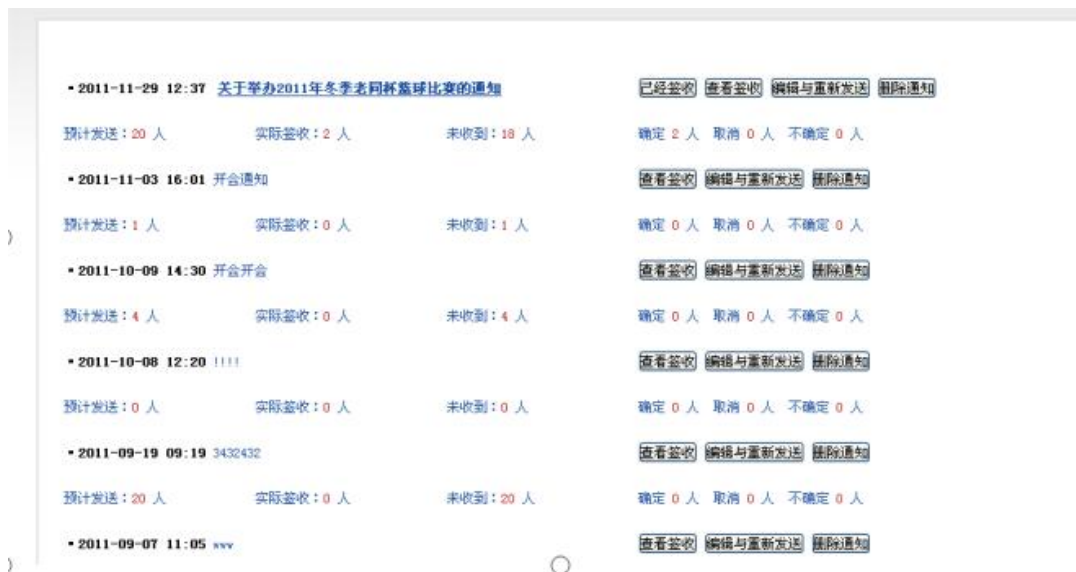 ▪ 2011-11-29 12:37 关于举办2011年冬季老同杯篮球比赛的通知 已经签收 查看签收 编辑与重新发送 删除通知
预计发送：20 人 实际签收：2 人 未收到：18 人 确定 2 人 取消 0 人 不确定 0 人
▪ 2011-11-03 16:01 开会通知 查看签收 编辑与重新发送 删除通知
预计发送：1 人 实际签收：0 人 未收到：1 人 确定 0 人 取消 0 人 不确定 0 人
▪ 2011-10-09 14:30 开会开会 查看签收 编辑与重新发送 删除通知
预计发送：4 人 实际签收：0 人 未收到：4 人 确定 0 人 取消 0 人 不确定 0 人
▪ 2011-10-08 12:20 !!!! 查看签收 编辑与重新发送 删除通知
预计发送：0 人 实际签收：0 人 未收到：0 人 确定 0 人 取消 0 人 不确定 0 人
▪ 2011-09-19 09:19 3432432 查看签收 编辑与重新发送 删除通知
预计发送：20 人 实际签收：0 人 未收到：20 人 确定 0 人 取消 0 人 不确定 0 人
▪ 2011-09-07 11:05 查看签收 编辑与重新发送 删除通知